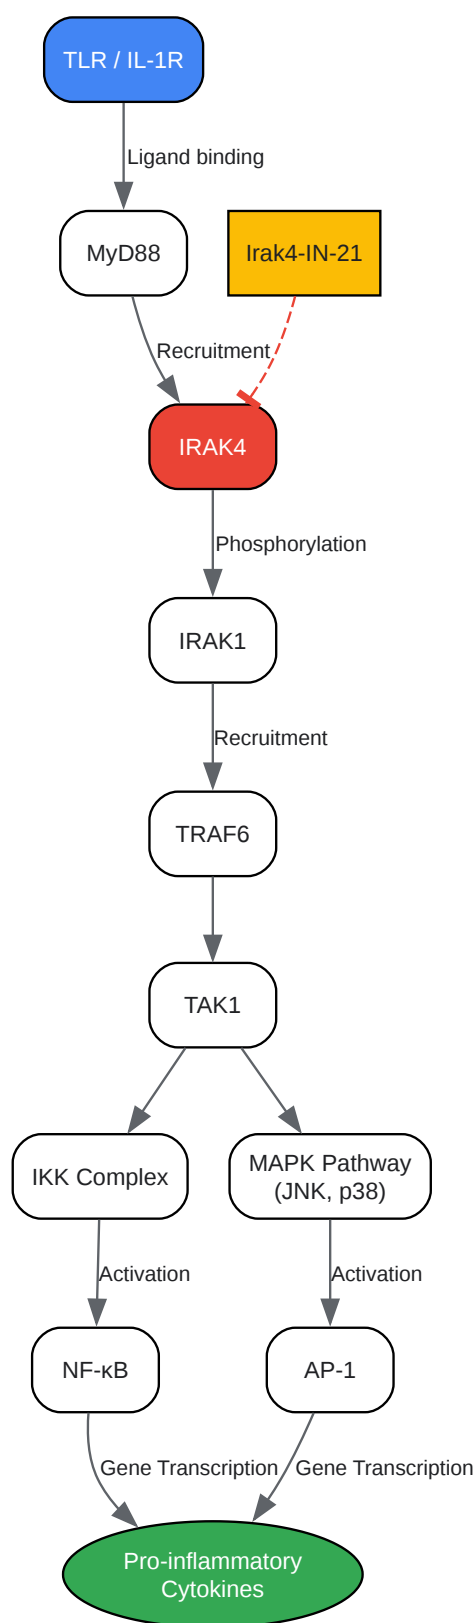 TLR / IL-1R
Ligand binding
MyD88
Irak4-IN-21
Recruitment
IRAK4
Phosphorylation
IRAK1
Recruitment
TRAF6
TAK1
IKK Complex
MAPK Pathway
(JNK, p38)
Activation
Activation
NF-κB
AP-1
Gene Transcription
Gene Transcription
Pro-inflammatory
Cytokines